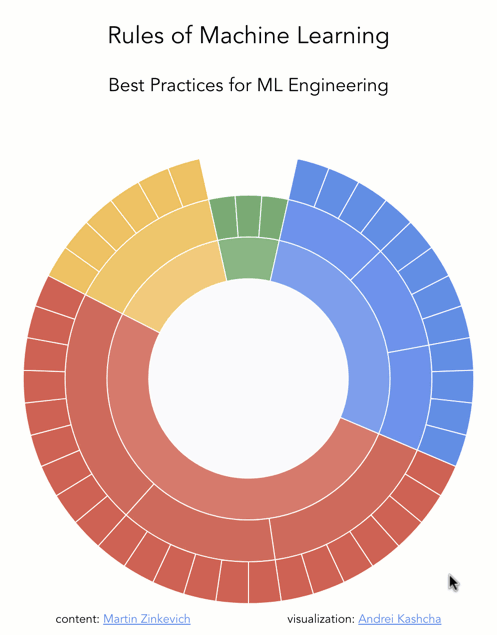 Rules of Machine Learning
Best Practices for ML Engineering
content: Martin Zinkevich visualization: Andrei Kashcha